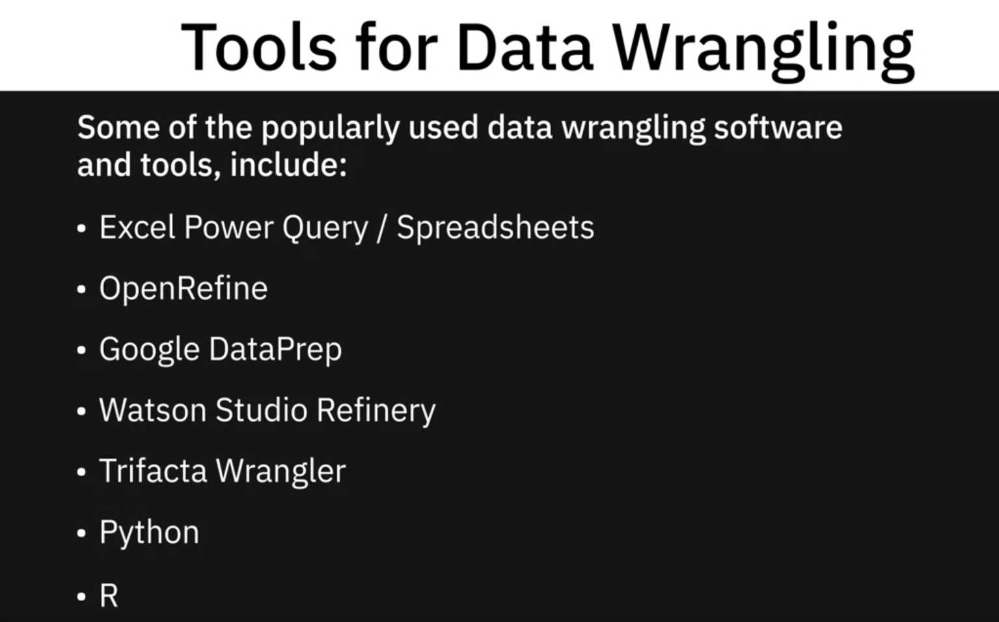 Tools for Data Wrangling
Some of the popularly used data wrangling software
and tools, include:
• Excel Power Query / Spreadsheets
• OpenRefine
• Google DataPrep
• Watson Studio Refinery
• Trifacta Wrangler
• Python
• R